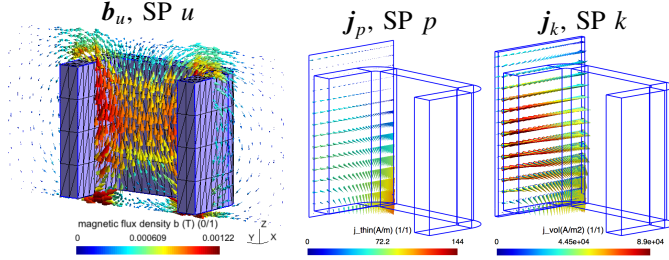 b_u, SP u
j_p, SP p
j_k, SP k
magnetic flux density b (T) (0/1)
0 0.000609 0.00122
Z
Y X
j_thin(A/m) (1/1)
0 72.2 144
j_vol(A/m2) (1/1)
0 4.45e+04 8.9e+04